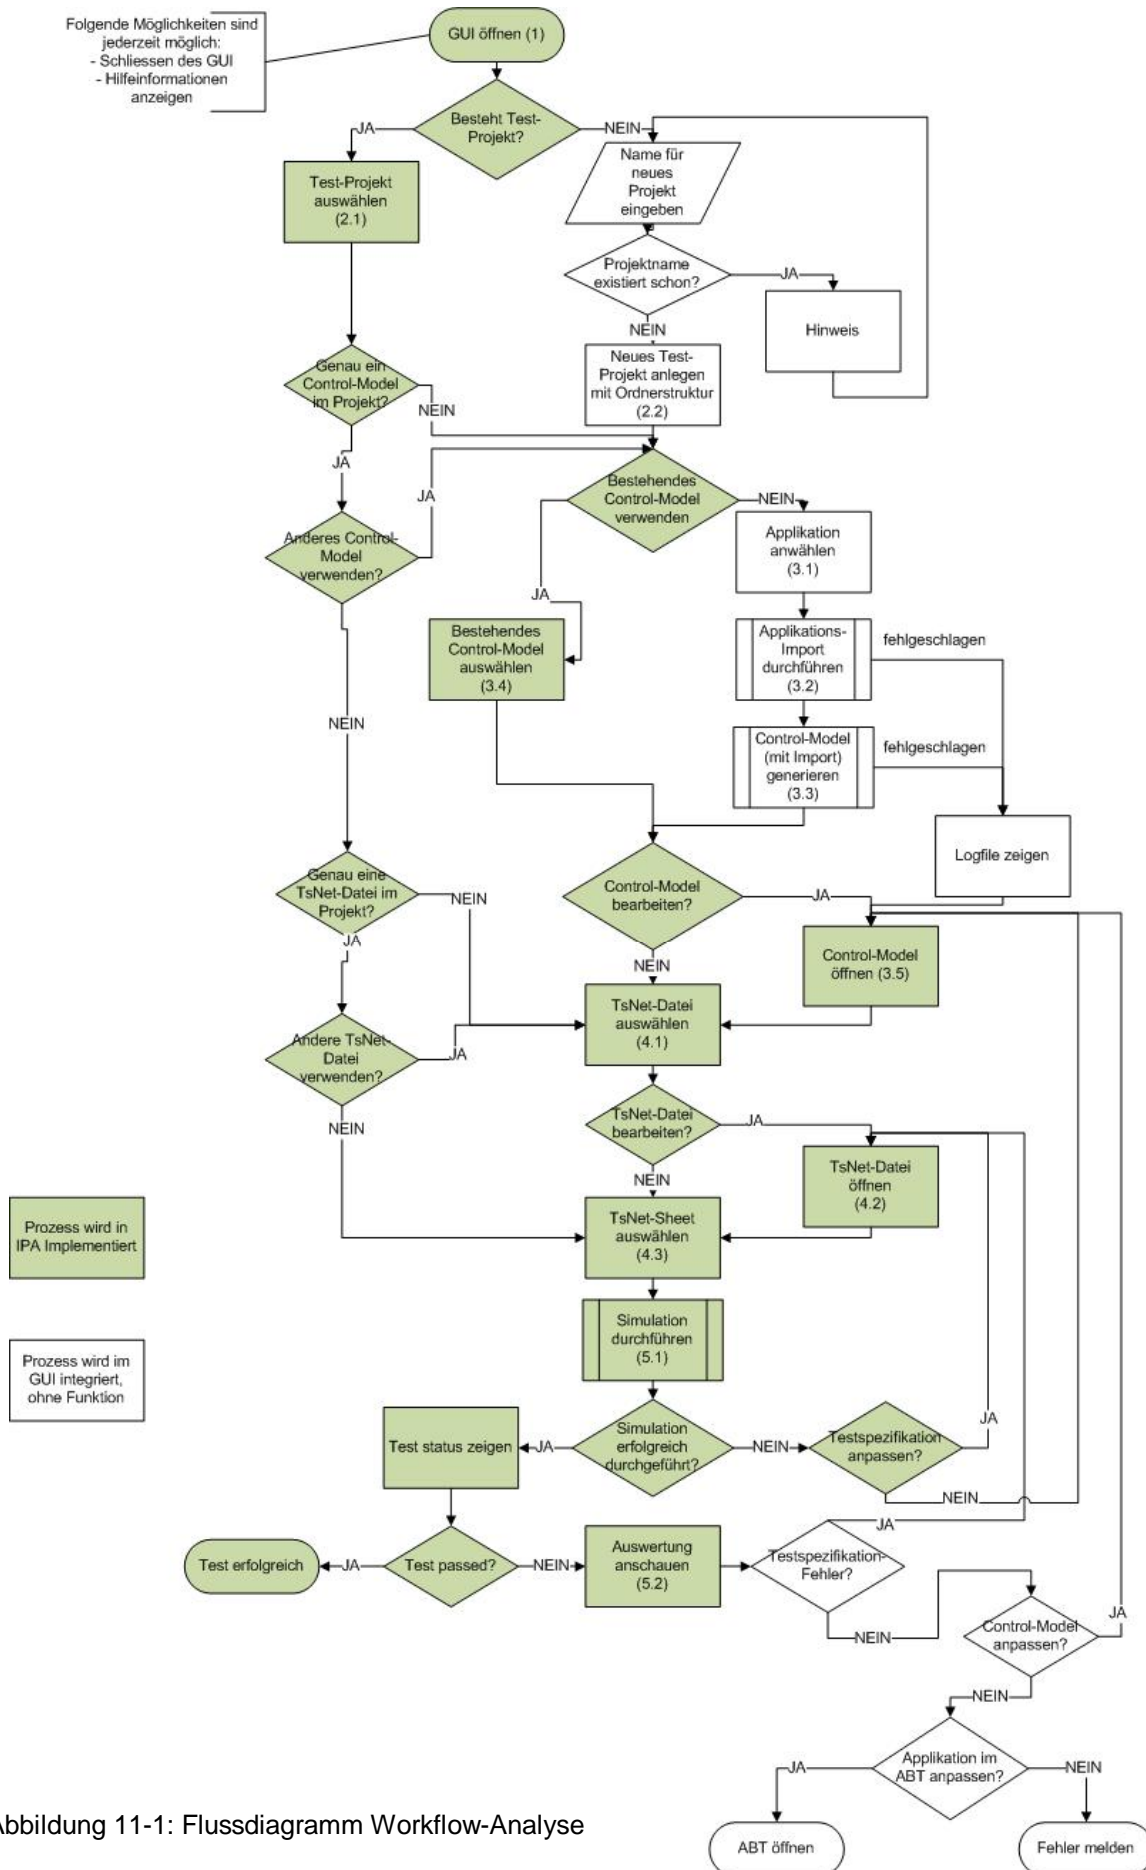 Folgende Möglichkeiten sind
jederzeit möglich:
- Schliessen des GUI
- Hilfeinformationen
anzeigen
GUI öffnen (1)
Besteht Test-
Projekt?
JA
NEIN
Test-Projekt
auswählen
(2.1)
Name für
neues
Projekt
eingeben
Projektname
existiert schon?
JA
Hinweis
NEIN
Neues Test-
Projekt anlegen
mit Ordnerstruktur
(2.2)
Genau ein
Control-Model
im Projekt?
NEIN
JA
Anderes Control-
Model
verwenden?
JA
NEIN
Bestehendes
Control-Model
verwenden
NEIN
JA
Applikation
anwählen
(3.1)
Bestehendes
Control-Model
auswählen
(3.4)
Applikations-
Import
durchführen
(3.2)
fehlgeschlagen
Control-Model
(mit Import)
generieren
(3.3)
fehlgeschlagen
Logfile zeigen
Genau eine
TsNet-Datei im
Projekt?
NEIN
JA
Control-Model
bearbeiten?
JA
NEIN
Control-Model
öffnen (3.5)
TsNet-Datei
auswählen
(4.1)
Andere TsNet-
Datei
verwenden?
JA
NEIN
TsNet-Datei
bearbeiten?
JA
NEIN
TsNet-Datei
öffnen
(4.2)
TsNet-Sheet
auswählen
(4.3)
Prozess wird in
IPA Implementiert
Prozess wird im
GUI integriert,
ohne Funktion
Simulation
durchführen
(5.1)
Simulation
erfolgreich
durchgeführt?
JA
NEIN
Test status zeigen
Testspezifikation
anpassen?
JA
NEIN
Test passed?
JA
NEIN
Test erfolgreich
Auswertung
anschauen
(5.2)
Testspezifikation-
Fehler?
JA
NEIN
Control-Model
anpassen?
JA
NEIN
Applikation im
ABT anpassen?
JA
NEIN
ABT öffnen
Fehler melden
Abbildung 11-1: Flussdiagramm Workflow-Analyse